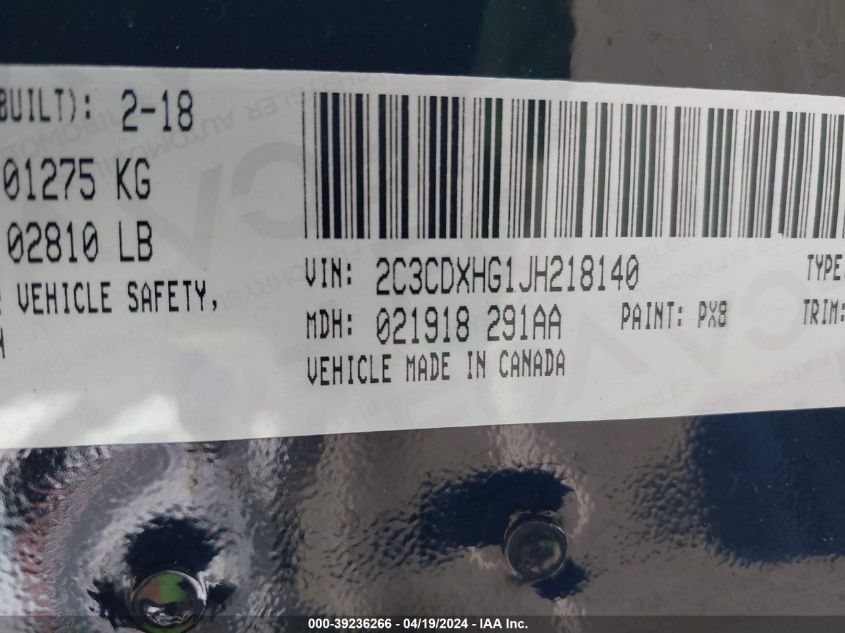 BUILT): 2-18
01275 KG
02810 LB
VEHICLE SAFETY,
VIN: 2C3CDXHG1JH218140
TYPE:
MDH: 021918 291AA
PAINT: PX8
TRIM:
VEHICLE MADE IN CANADA
000-39236266 - 04/19/2024 - IAA Inc.